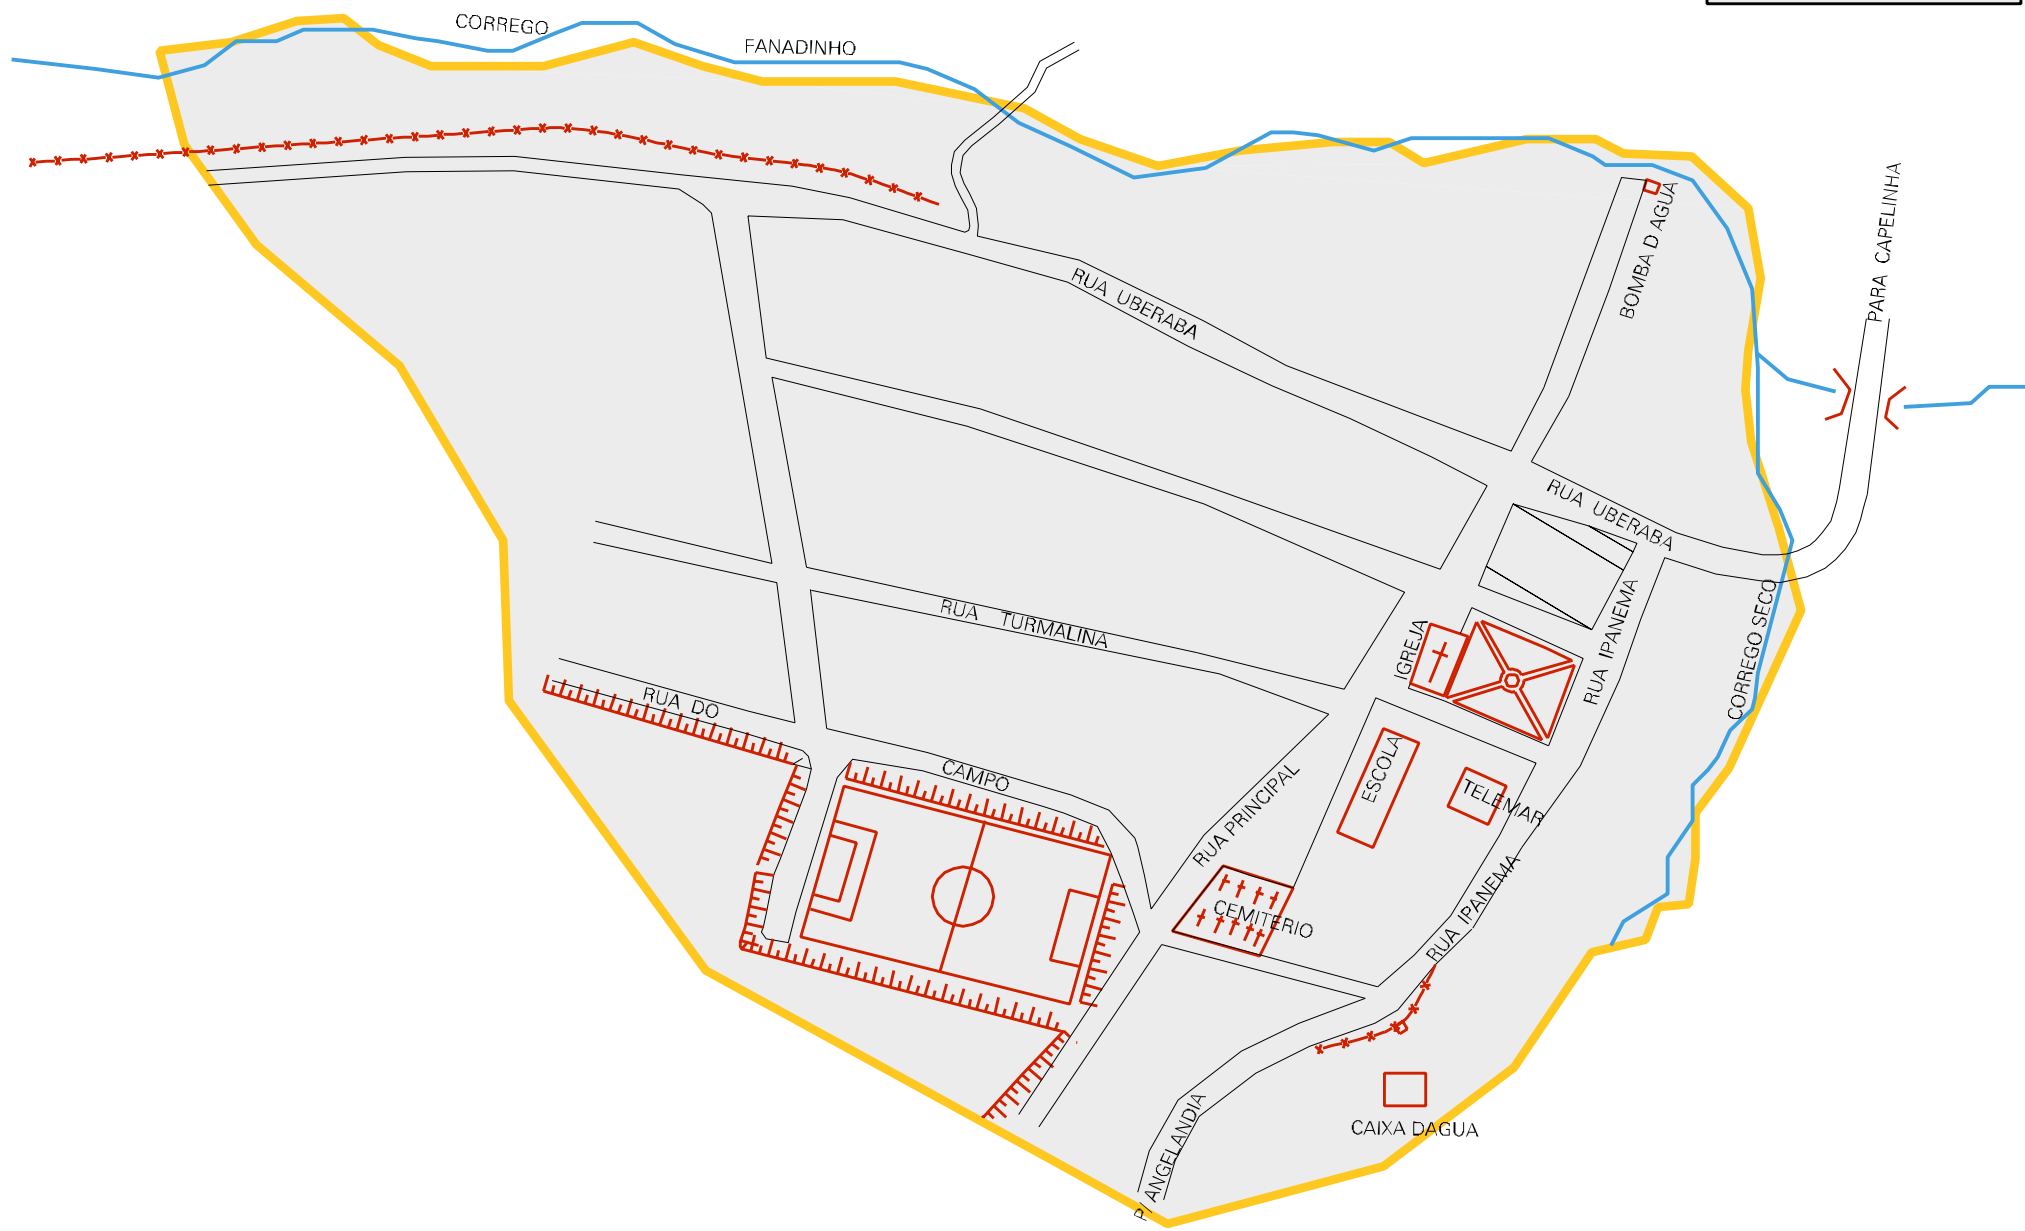 CORREGO
FANADINHO
PARA CAPELINHA
BOMBA D AGUA
RUA UBERABA
RUA UBERABA
RUA IPANEMA
CORREGO SECO
RUA TURMALINA
IGREJA
RUA DO
CAMPO
ESCOLA
TELEMAR
RUA PRINCIPAL
CEMITERIO
RUA IPANEMA
P/ ANGELANDIA
CAIXA DAGUA